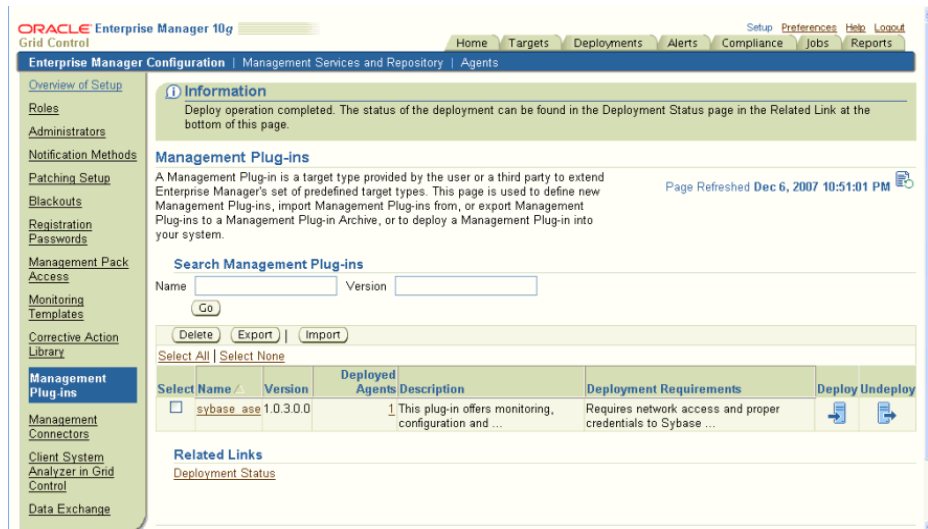 ORACLE Enterprise Manager 10g
Grid Control
Setup Preferences Help Logout
Home Targets Deployments Alerts Compliance Jobs Reports
Enterprise Manager Configuration | Management Services and Repository | Agents
Overview of Setup
Roles
Administrators
Notification Methods
Patching Setup
Blackouts
Registration
Passwords
Management Pack
Access
Monitoring
Templates
Corrective Action
Library
Management
Plug-ins
Management
Connectors
Client System
Analyzer in Grid
Control
Data Exchange
Information
Deploy operation completed. The status of the deployment can be found in the Deployment Status page in the Related Link at the
bottom of this page.
Management Plug-ins
A Management Plug-in is a target type provided by the user or a third party to extend
Enterprise Manager's set of predefined target types. This page is used to define new
Management Plug-ins, import Management Plug-ins from, or export Management
Plug-ins to a Management Plug-in Archive, or to deploy a Management Plug-in into
your system.
Page Refreshed Dec 6, 2007 10:51:01 PM
Search Management Plug-ins
Name Version
Go
Delete Export | Import
Select All | Select None
Select Name Version Deployed Agents Description Deployment Requirements Deploy Undeploy
sybase_ase 1.0.3.0.0 1 This plug-in offers monitoring, Requires network access and proper
configuration and ... credentials to Sybase ...
Related Links
Deployment Status